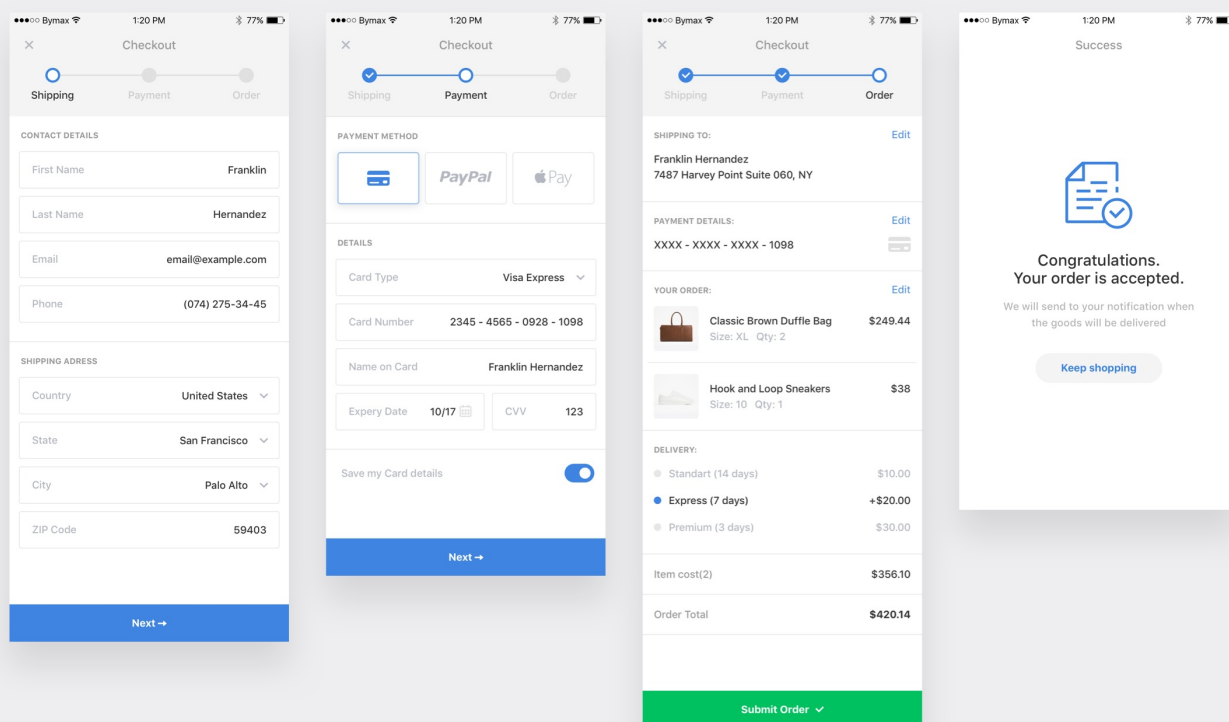 ●●●○○ Bymax 1:20 PM 77%
× Checkout
Shipping Payment Order
CONTACT DETAILS
First Name Franklin
Last Name Hernandez
Email email@example.com
Phone (074) 275-34-45
SHIPPING ADRESS
Country United States
State San Francisco
City Palo Alto
ZIP Code 59403
Next →
●●●○○ Bymax 1:20 PM 77%
× Checkout
Shipping Payment Order
PAYMENT METHOD
PayPal Pay
DETAILS
Card Type Visa Express
Card Number 2345 - 4565 - 0928 - 1098
Name on Card Franklin Hernandez
Expery Date 10/17 CVV 123
Save my Card details
Next →
●●●○○ Bymax 1:20 PM 77%
× Checkout
Shipping Payment Order
SHIPPING TO: Edit
Franklin Hernandez
7487 Harvey Point Suite 060, NY
PAYMENT DETAILS: Edit
XXXX - XXXX - XXXX - 1098
YOUR ORDER: Edit
Classic Brown Duffle Bag $249.44
Size: XL Qty: 2
Hook and Loop Sneakers $38
Size: 10 Qty: 1
DELIVERY:
Standart (14 days) $10.00
Express (7 days) +$20.00
Premium (3 days) $30.00
Item cost(2) $356.10
Order Total $420.14
Submit Order ✓
●●●○○ Bymax 1:20 PM 77%
Success
Congratulations.
Your order is accepted.
We will send to your notification when
the goods will be delivered
Keep shopping